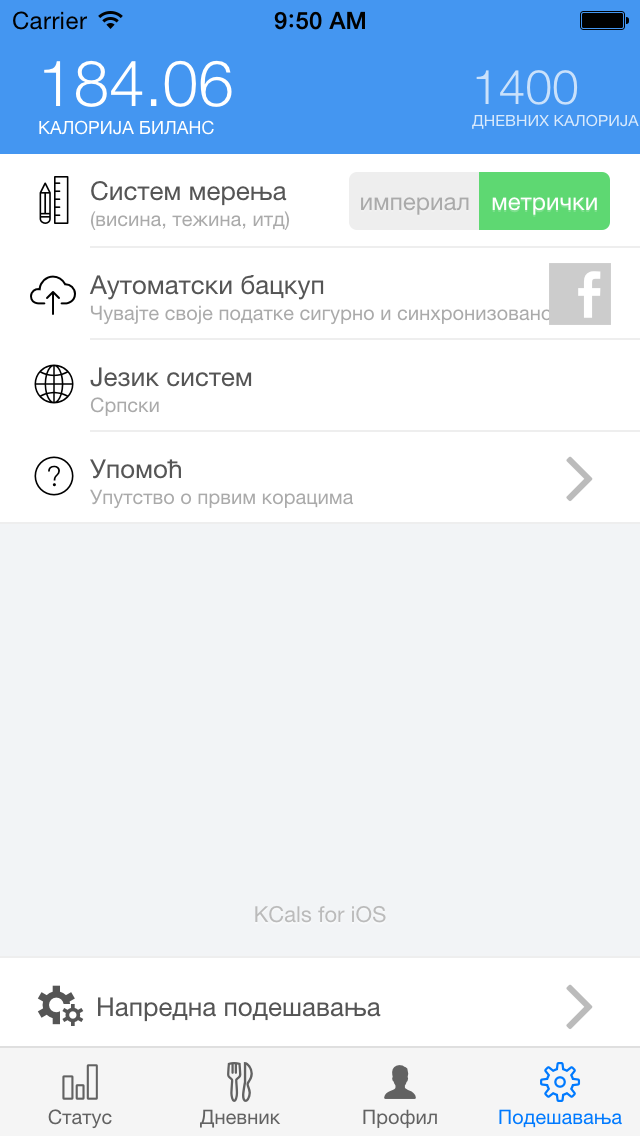 Carrier 9:50 AM
184.06 1400
КАЛОРИЈА БИЛАНС ДНЕВНИХ КАЛОРИЈА
Систем мерења
(висина, тежина, итд)
империал метрички
Аутоматски бацкуп
Чувајте своје податке сигурно и синхронизовано
Језик систем
Српски
Упомоћ
Упутство о првим корацима
KCals for iOS
Напредна подешавања
Статус Дневник Профил Подешавања